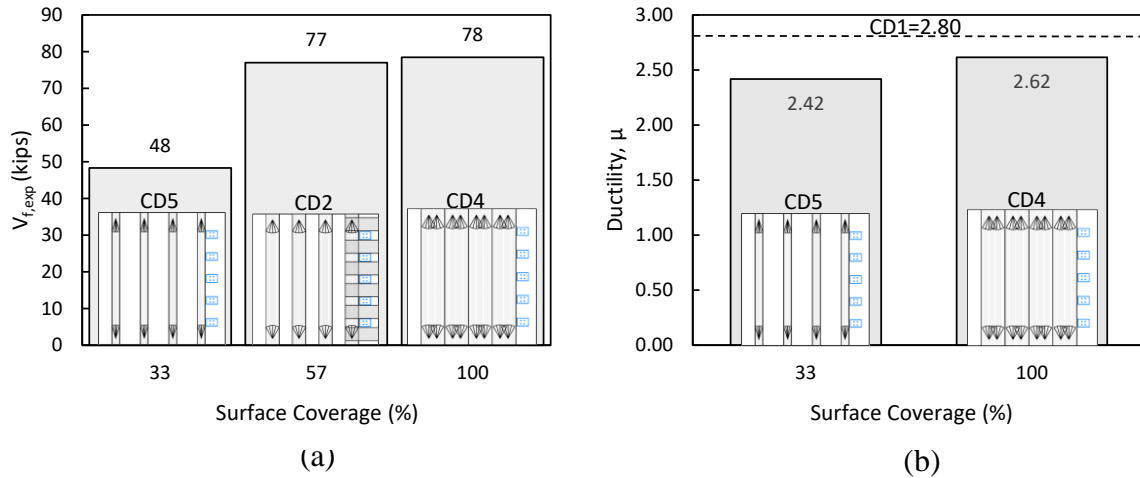 90
80
70
60
50
40
30
20
10
0
V_f,exp (kips)
48
77
78
CD5
CD2
CD4
33
57
100
Surface Coverage (%)
(a)
3.00
2.50
2.00
1.50
1.00
0.50
0.00
Ductility, μ
CD1=2.80
2.42
2.62
CD5
CD4
33
100
Surface Coverage (%)
(b)